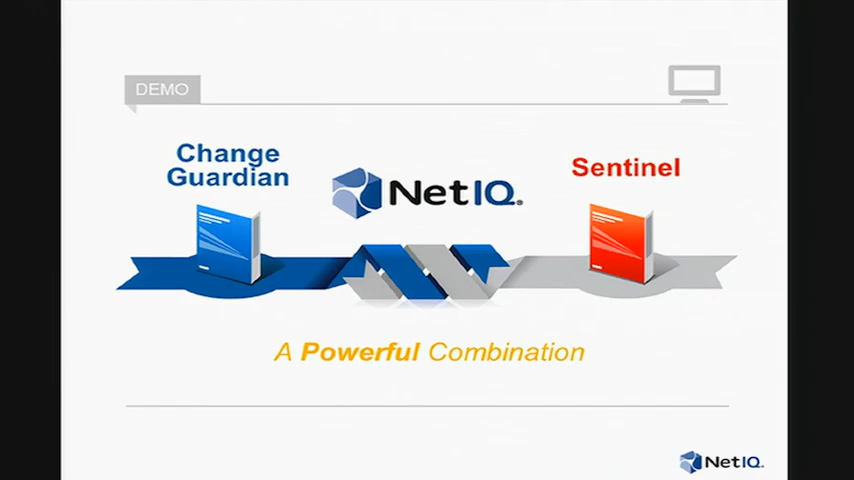 DEMO
Change
Guardian
NetIQ®
Sentinel
A Powerful Combination
NetIQ